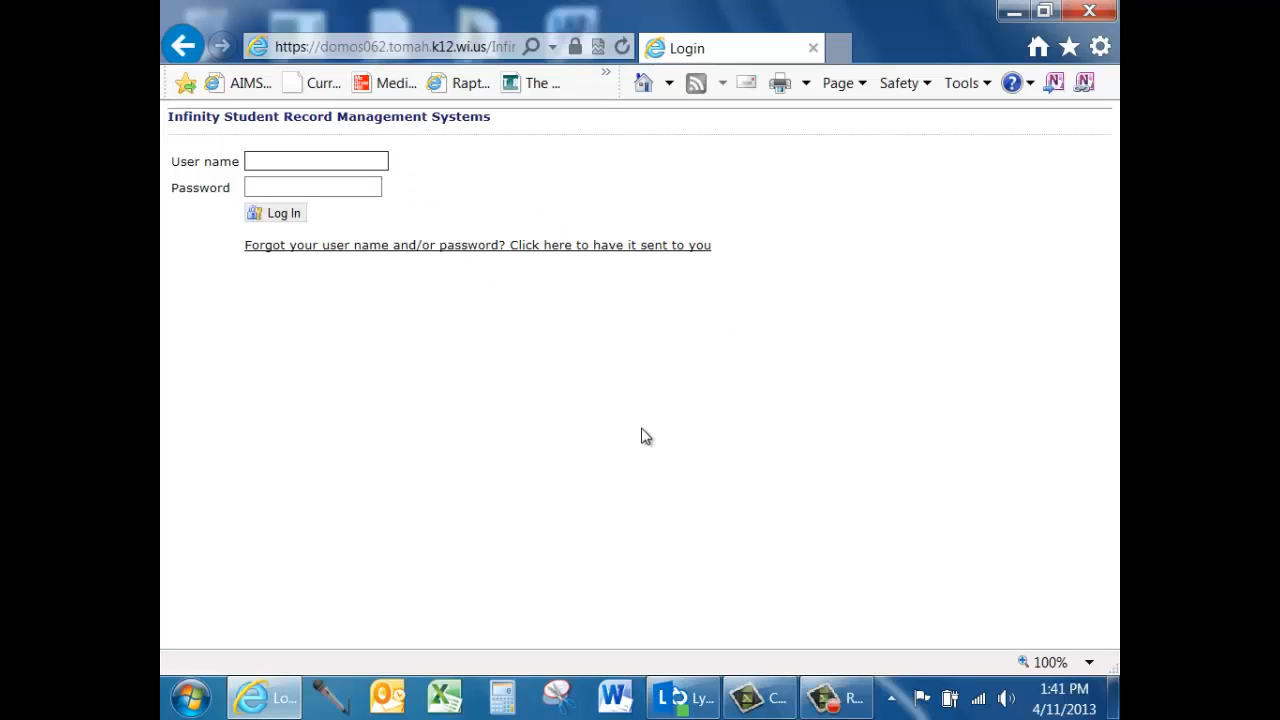 https://domos062.tomah.k12.wi.us/Infir
Login
AIMS...
Curr...
Medi...
Rapt...
The ...
Page
Safety
Tools
Infinity Student Record Management Systems
User name
Password
Log In
Forgot your user name and/or password? Click here to have it sent to you
100%
Lo...
Ly...
C...
R...
1:41 PM
4/11/2013